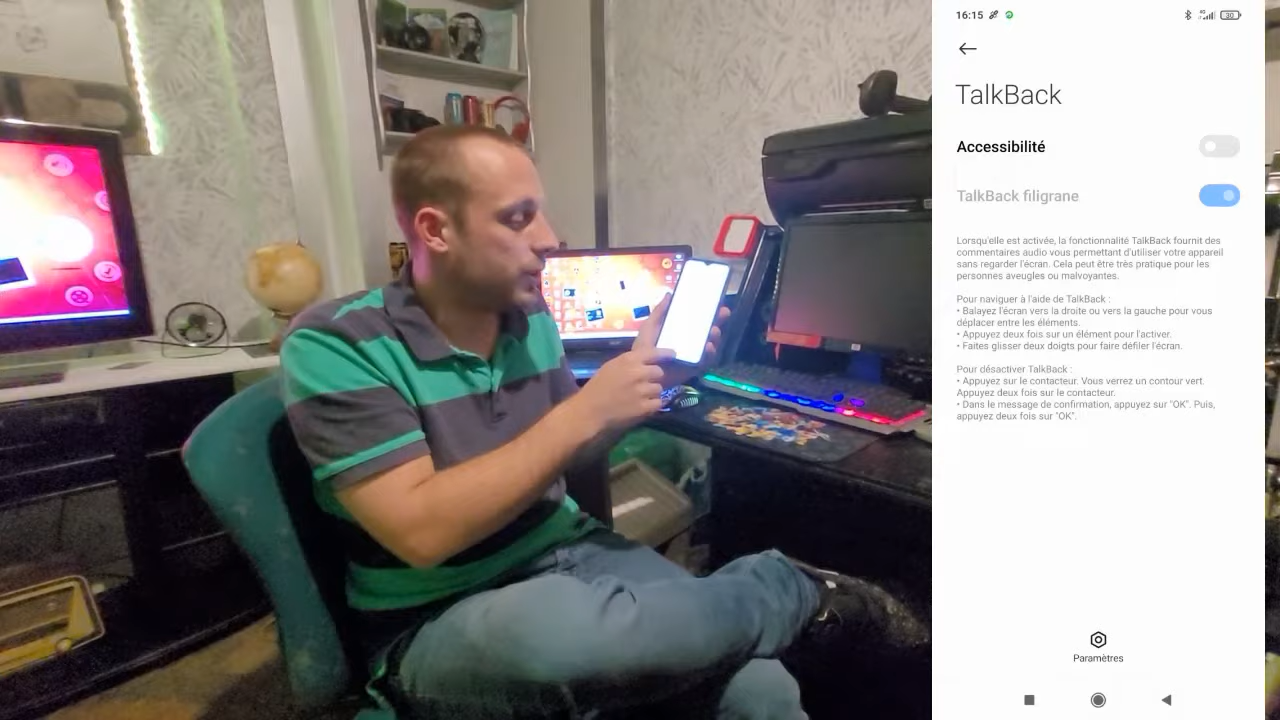 16:15
4G
30
TalkBack
Accessibilité
TalkBack filigrane
Lorsqu'elle est activée, la fonctionnalité TalkBack fournit des
commentaires audio vous permettant d'utiliser votre appareil
sans regarder l'écran. Cela peut être très pratique pour les
personnes aveugles ou malvoyantes.
Pour naviguer à l'aide de TalkBack :
• Balayez l'écran vers la droite ou vers la gauche pour vous
déplacer entre les éléments.
• Appuyez deux fois sur un élément pour l'activer.
• Faites glisser deux doigts pour faire défiler l'écran.
Pour désactiver TalkBack :
• Appuyez sur le contacteur. Vous verrez un contour vert.
Appuyez deux fois sur le contacteur.
• Dans le message de confirmation, appuyez sur "OK". Puis,
appuyez deux fois sur "OK".
Paramètres